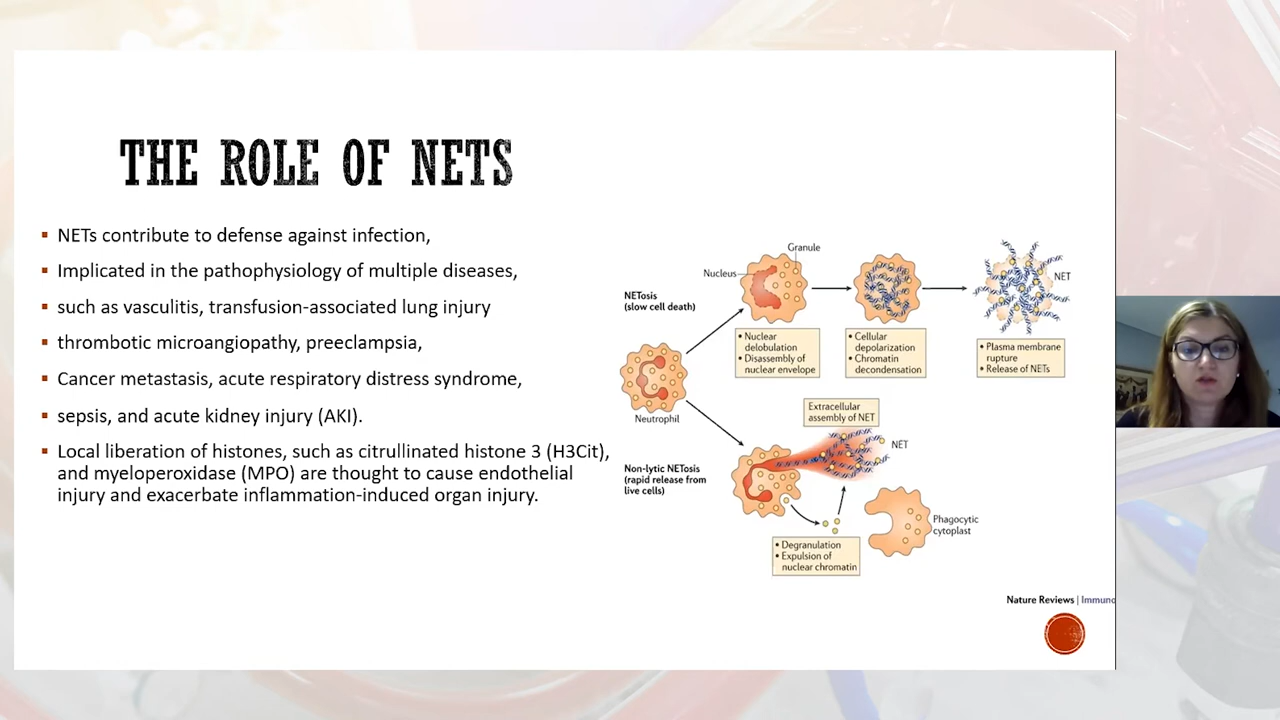 THE ROLE OF NETS
▪ NETs contribute to defense against infection,
▪ Implicated in the pathophysiology of multiple diseases,
▪ such as vasculitis, transfusion-associated lung injury
▪ thrombotic microangiopathy, preeclampsia,
▪ Cancer metastasis, acute respiratory distress syndrome,
▪ sepsis, and acute kidney injury (AKI).
▪ Local liberation of histones, such as citrullinated histone 3 (H3Cit),
and myeloperoxidase (MPO) are thought to cause endothelial
injury and exacerbate inflammation-induced organ injury.
Granule
Nucleus
NET
NETosis
(slow cell death)
• Nuclear
delobulation
• Disassembly of
nuclear envelope
• Cellular
depolarization
• Chromatin
decondensation
• Plasma membrane
rupture
• Release of NETs
Neutrophil
Extracellular
assembly of NET
NET
Non-lytic NETosis
(rapid release from
live cells)
Phagocytic
cytoplast
• Degranulation
• Expulsion of
nuclear chromatin
Nature Reviews | Immuno